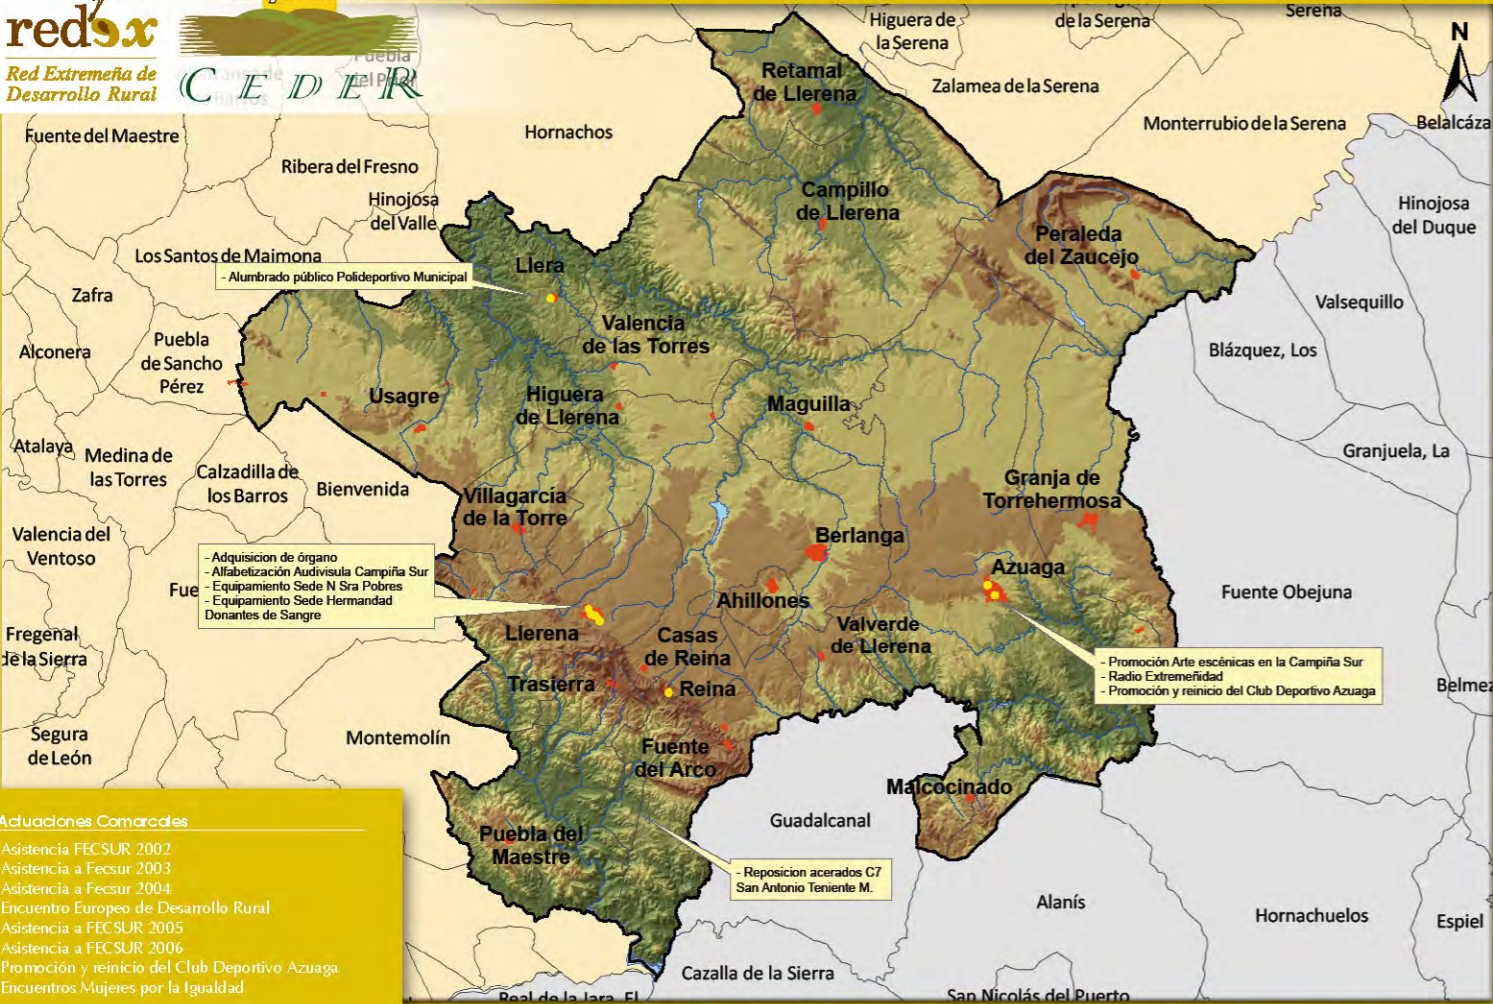 redex
Red Extremeña de
Desarrollo Rural
CEDER
Puebla
del Prior
Higuera de
la Serena
de la Serena
Serena
N
Zalamea de la Serena
Monterrubio de la Serena
Belalcáza
Fuente del Maestre
Hornachos
Ribera del Fresno
Hinojosa
del Valle
Retamal
de Llerena
Campillo
de Llerena
Peraleda
del Zaucejo
Hinojosa
del Duque
Los Santos de Maimona
- Alumbrado público Polideportivo Municipal
Llera
Zafra
Valsequillo
Alconera
Puebla
de Sancho
Pérez
Valencia
de las Torres
Blázquez, Los
Usagre
Higuera
de Llerena
Maguilla
Atalaya
Medina de
las Torres
Calzadilla de
los Barros
Bienvenida
Granjuela, La
Villagarcía
de la Torre
Granja de
Torrehermosa
Valencia del
Ventoso
Berlanga
- Adquisicion de órgano
- Alfabetización Audivisula Campiña Sur
- Equipamiento Sede N Sra Pobres
- Equipamiento Sede Hermandad
Donantes de Sangre
Fue
Azuaga
Ahillones
Fuente Obejuna
Fregenal
de la Sierra
Llerena
Casas
de Reina
Valverde
de Llerena
Trasierra
Reina
- Promoción Arte escénicas en la Campiña Sur
- Radio Extremeñidad
- Promoción y reinicio del Club Deportivo Azuaga
Belmez
Segura
de León
Montemolín
Fuente
del Arco
Malcocinado
Guadalcanal
Puebla del
Maestre
- Reposicion acerados C7
San Antonio Teniente M.
Alanís
Hornachuelos
Espiel
Cazalla de la Sierra
Real de la Jara, El
San Nicolás del Puerto
Actuaciones Comarcales
Asistencia FECSUR 2002
Asistencia a Fecsur 2003
Asistencia a Fecsur 2004
Encuentro Europeo de Desarrollo Rural
Asistencia a FECSUR 2005
Asistencia a FECSUR 2006
Promoción y reinicio del Club Deportivo Azuaga
Encuentros Mujeres por la Igualdad